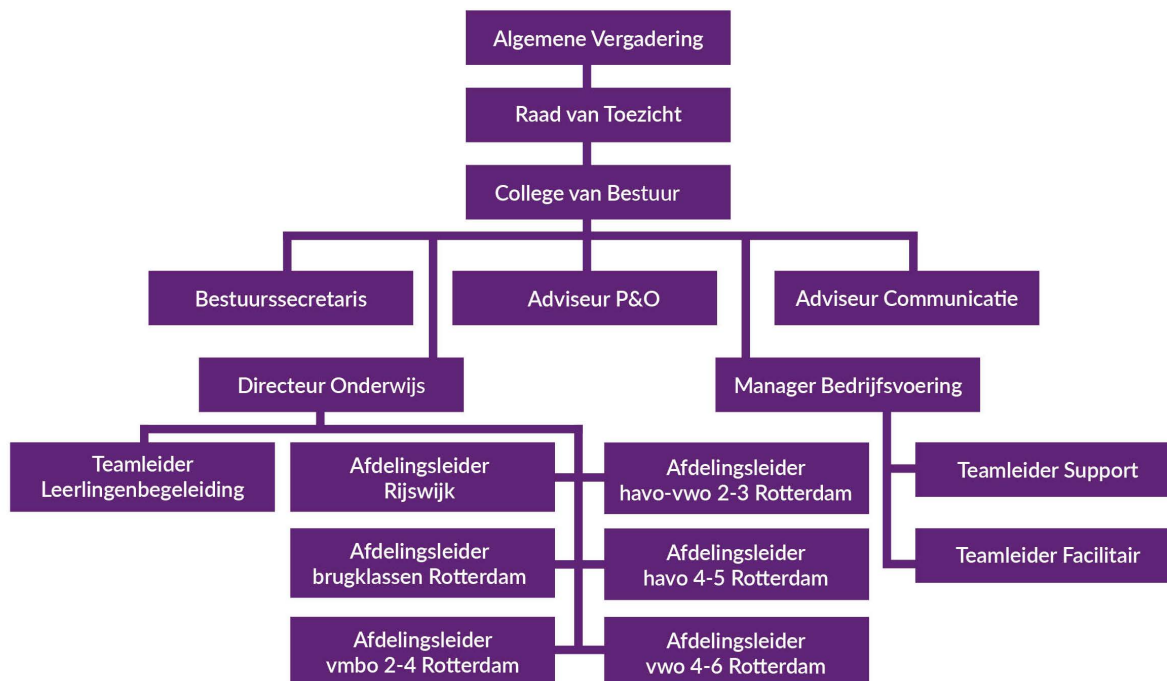 Algemene Vergadering
Raad van Toezicht
College van Bestuur
Bestuurssecretaris
Adviseur P&O
Adviseur Communicatie
Directeur Onderwijs
Manager Bedrijfsvoering
Teamleider
Leerlingenbegeleiding
Afdelingsleider
Rijswijk
Afdelingsleider
havo-vwo 2-3 Rotterdam
Teamleider Support
Afdelingsleider
brugklassen Rotterdam
Afdelingsleider
havo 4-5 Rotterdam
Teamleider Facilitair
Afdelingsleider
vmbo 2-4 Rotterdam
Afdelingsleider
vwo 4-6 Rotterdam